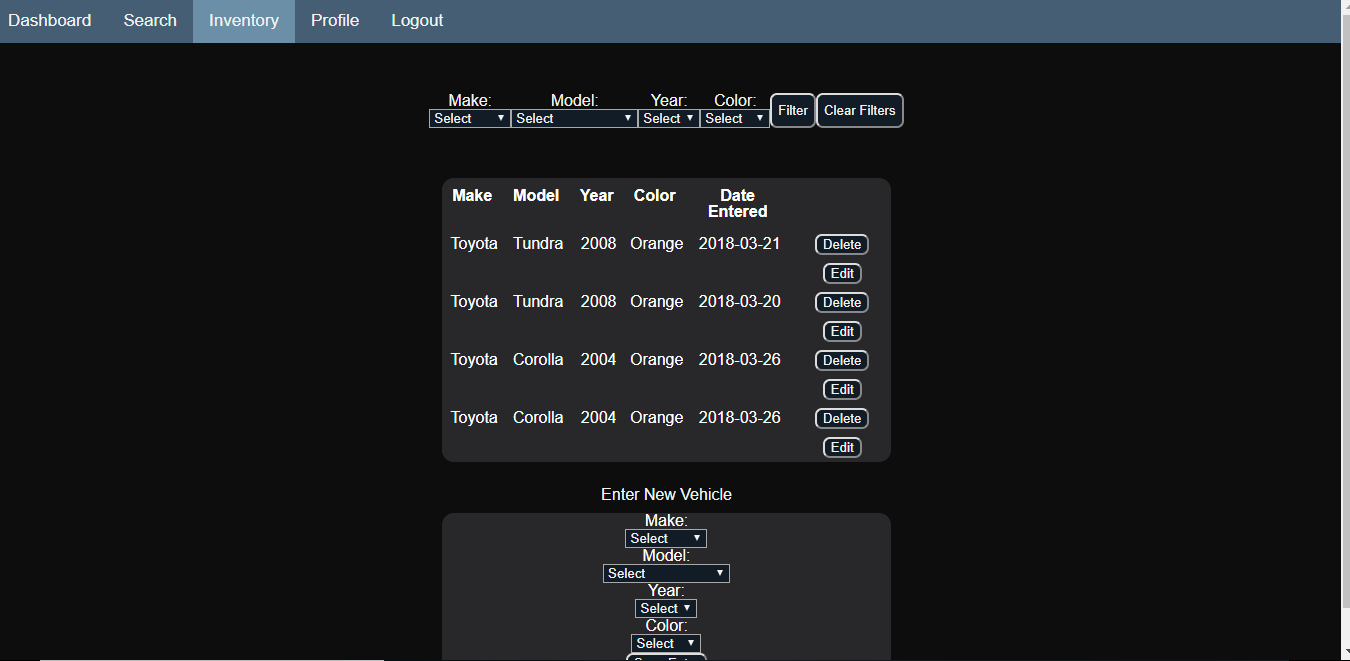 Dashboard Search Inventory Profile Logout
Make: Model: Year: Color:
Select Select Select Select Filter Clear Filters
Make Model Year Color Date Entered
Toyota Tundra 2008 Orange 2018-03-21 Delete
Edit
Toyota Tundra 2008 Orange 2018-03-20 Delete
Edit
Toyota Corolla 2004 Orange 2018-03-26 Delete
Edit
Toyota Corolla 2004 Orange 2018-03-26 Delete
Edit
Enter New Vehicle
Make:
Select
Model:
Select
Year:
Select
Color:
Select